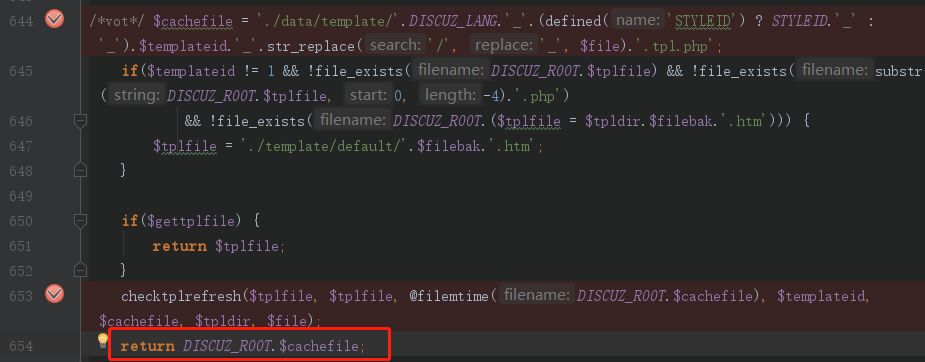 644 /*vot*/ $cachefile = './data/template/'.DISCUZ_LANG.'_'.(defined( name: 'STYLEID') ? STYLEID.'_' :
'_').$templateid.'_'.str_replace( search: '/', replace: '_', $file).'.tpl.php';
645 if($templateid != 1 && !file_exists( filename: DISCUZ_ROOT.$tplfile) && !file_exists( filename: substr
( string: DISCUZ_ROOT.$tplfile, start: 0, length: -4).'.php')
646 && !file_exists( filename: DISCUZ_ROOT.($tplfile = $tpldir.$filebak.'.htm'))) {
647 $tplfile = './template/default/'.$filebak.'.htm';
648 }
649
650 if($gettplfile) {
651 return $tplfile;
652 }
653 checktplrefresh($tplfile, $tplfile, @filemtime( filename: DISCUZ_ROOT.$cachefile), $templateid,
$cachefile, $tpldir, $file);
654 return DISCUZ_ROOT.$cachefile;